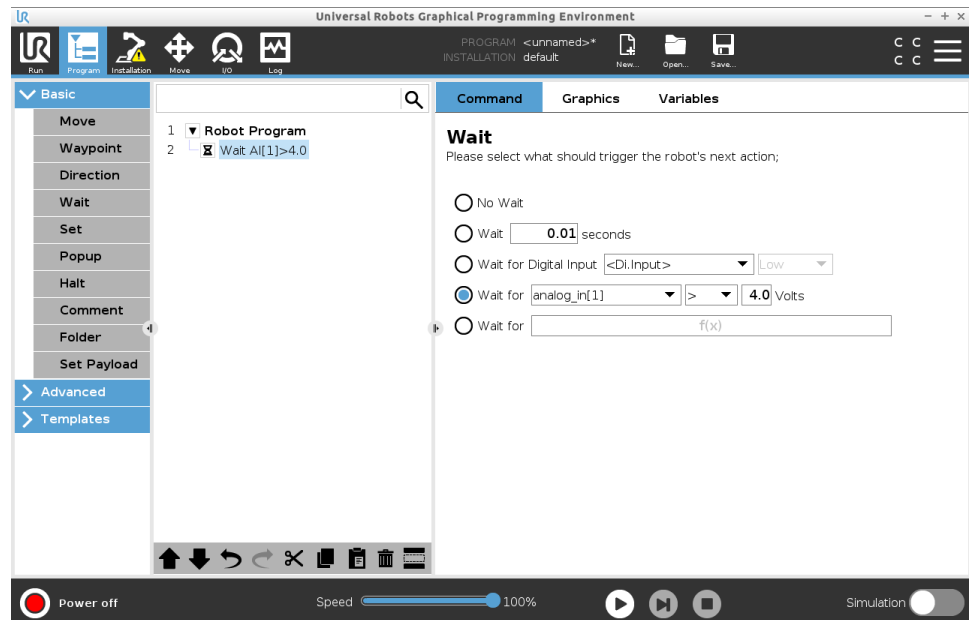 Universal Robots Graphical Programming Environment
PROGRAM <unnamed>*
INSTALLATION default
Run Program Installation Move I/O Log New... Open... Save...
C C
C C
Basic
Move
Waypoint
Direction
Wait
Set
Popup
Halt
Comment
Folder
Set Payload
Advanced
Templates
1 Robot Program
2 Wait AI[1]>4.0
Command Graphics Variables
Wait
Please select what should trigger the robot's next action;
No Wait
Wait 0.01 seconds
Wait for Digital Input <Di.Input> Low
Wait for analog_in[1] > 4.0 Volts
Wait for f(x)
Power off Speed 100% Simulation